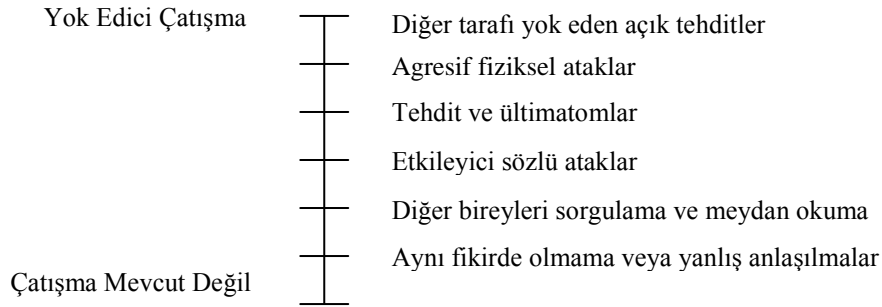 Yok Edici Çatışma
Diğer tarafı yok eden açık tehditler
Agresif fiziksel ataklar
Tehdit ve ültimatomlar
Etkileyici sözlü ataklar
Diğer bireyleri sorgulama ve meydan okuma
Aynı fikirde olmama veya yanlış anlaşılmalar
Çatışma Mevcut Değil